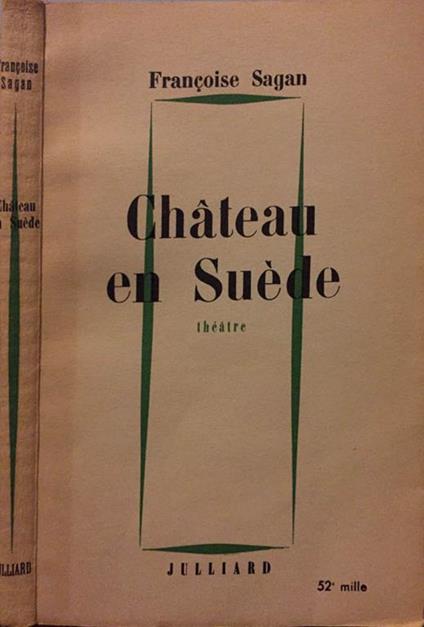 Françoise
Sagan
Château
en Suède
JULLIARD
Françoise Sagan
Château
en Suède
théâtre
JULLIARD
52e mille